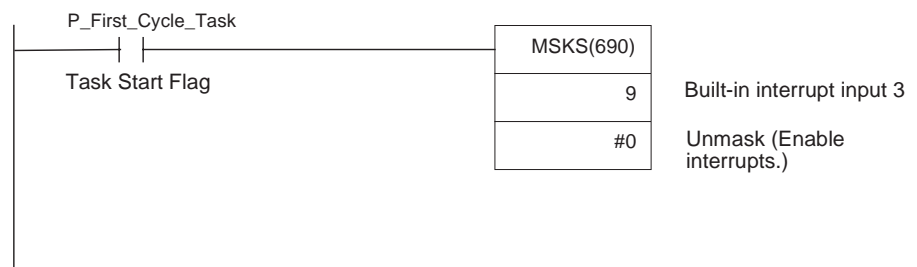 P_First_Cycle_Task
MSKS(690)
Task Start Flag
9
Built-in interrupt input 3
#0
Unmask (Enable
interrupts.)